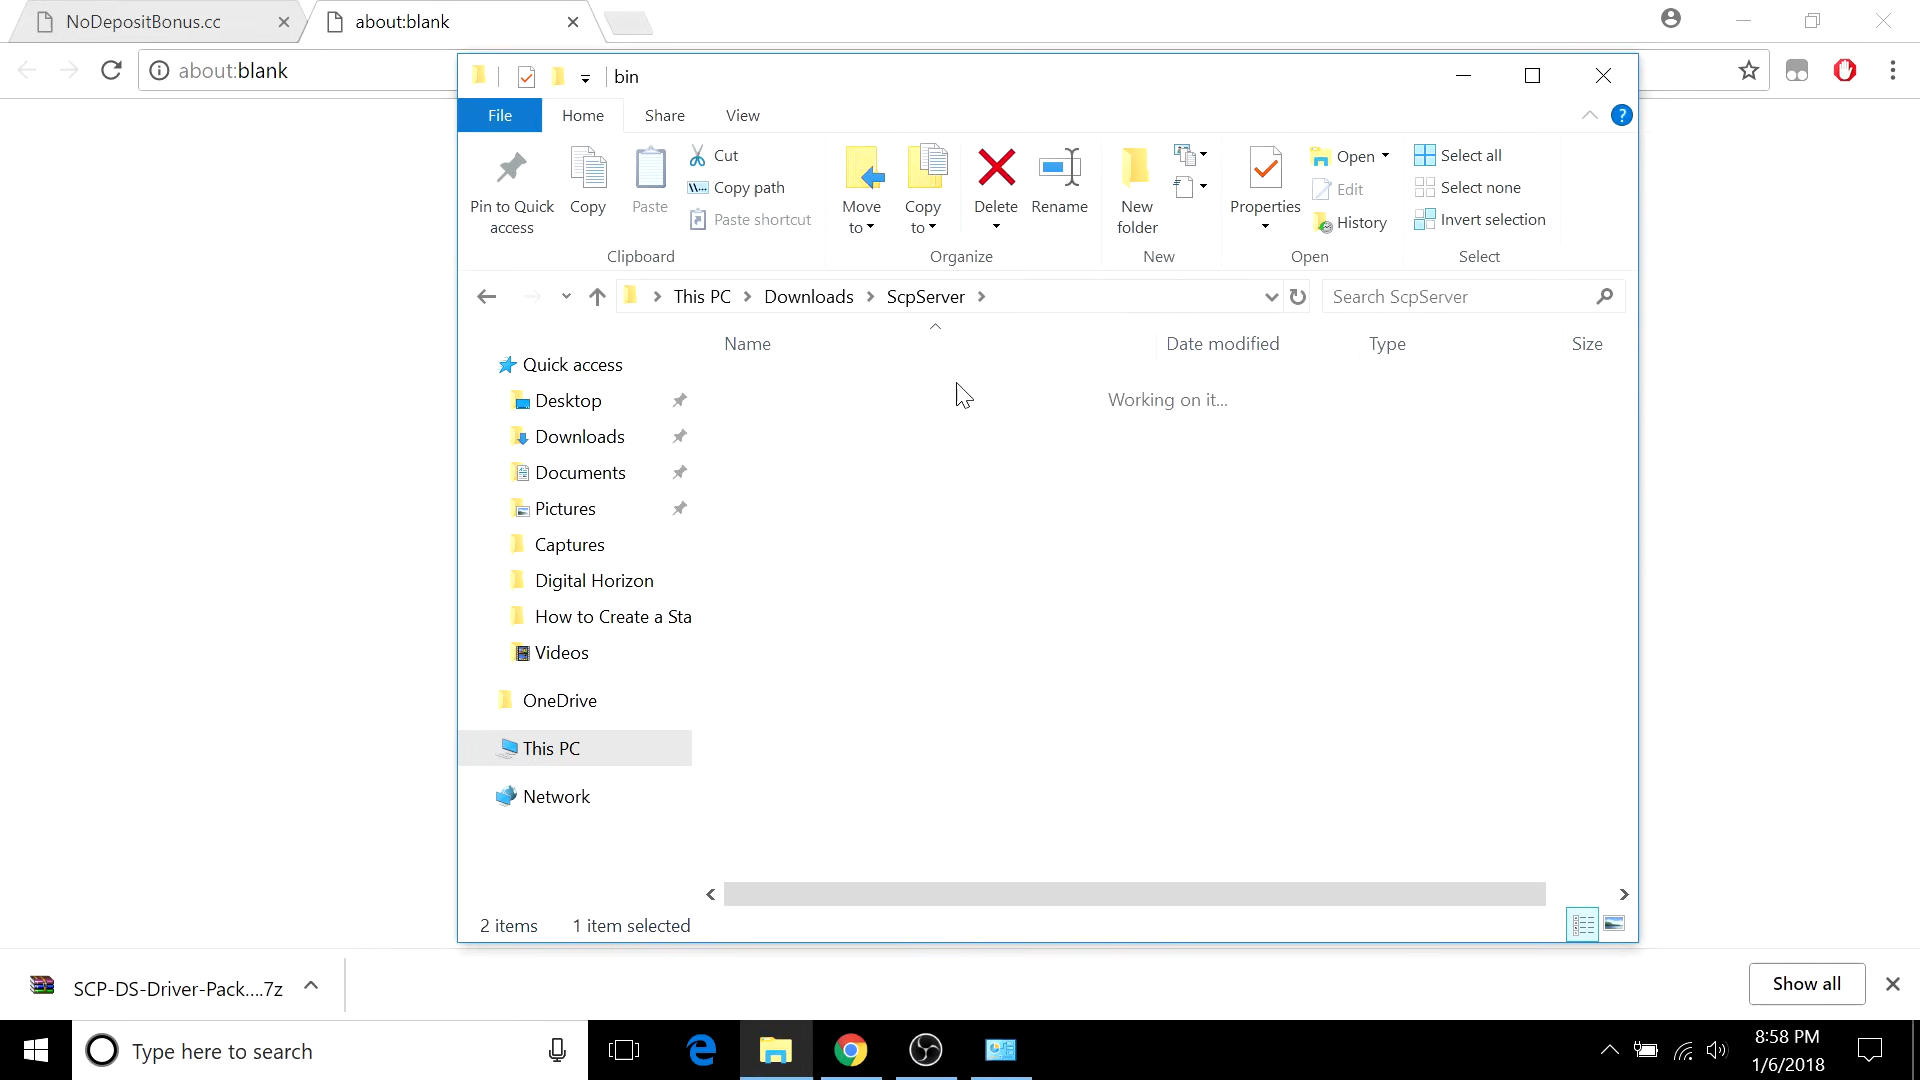 NoDepositBonus.cc
about:blank
about:blank
bin
File
Home
Share
View
Pin to Quick
access
Copy
Paste
Cut
Copy path
Paste shortcut
Clipboard
Move
to
Copy
to
Delete
Rename
Organize
New
folder
New
Properties
Open
Edit
History
Open
Select all
Select none
Invert selection
Select
This PC
Downloads
ScpServer
Search ScpServer
Name
Date modified
Type
Size
Working on it...
Quick access
Desktop
Downloads
Documents
Pictures
Captures
Digital Horizon
How to Create a Sta
Videos
OneDrive
This PC
Network
2 items
1 item selected
SCP-DS-Driver-Pack....7z
Show all
Type here to search
8:58 PM
1/6/2018